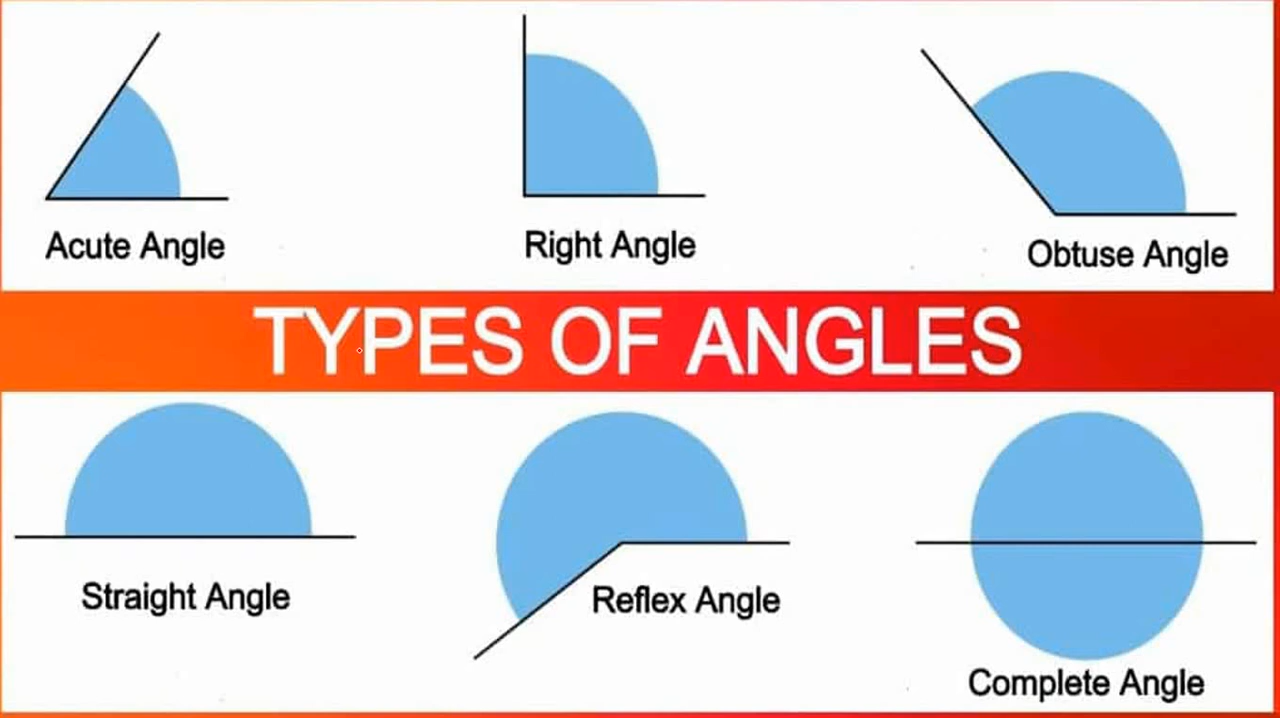 Acute Angle
Right Angle
Obtuse Angle
TYPES OF ANGLES
Straight Angle
Reflex Angle
Complete Angle